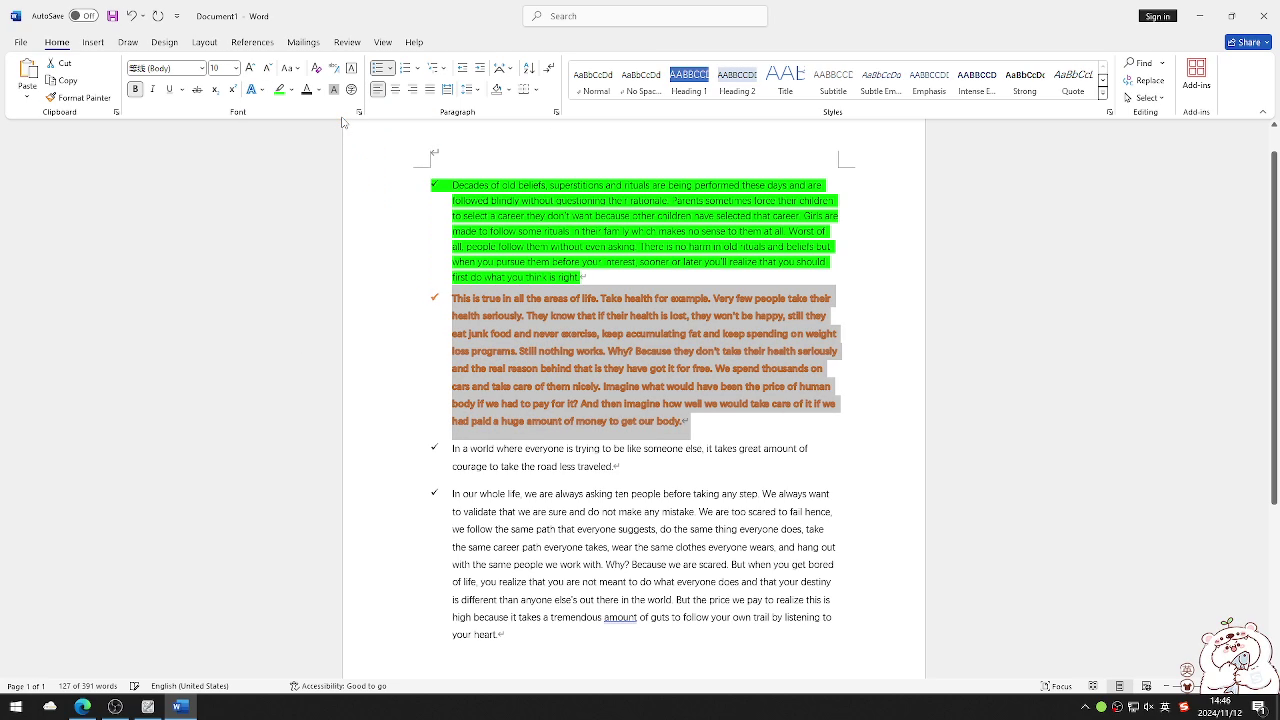 AutoSave Off Document1 - Word Search Sign in
File Home Insert Draw Design Layout References Mailings Review View Help Share
Cut Copy Format Painter Paste Clipboard
(Body) 10 Font
Paragraph
AaBbCcDd AaBbCcDd AABBCCD AABBCCD AABBCCD AaBbCcDd AaBbCcDd AABBCCD AaBbCcDd AaBbCcD
Normal No Spac... Heading 1 Heading 2 Title Subtitle Subtle Em... Emphasis Intense E... Strong Quote Styles
Find Replace Select Editing
Add-ins Add-ins
Decades of old beliefs, superstitions and rituals are being performed these days and are
followed blindly without questioning their rationale. Parents sometimes force their children
to select a career they don't want because other children have selected that career. Girls are
made to follow some rituals in their family which makes no sense to them at all. Worst of
all, people follow them without even asking. There is no harm in old rituals and beliefs but
when you pursue them before your interest, sooner or later you'll realize that you should
first do what you think is right.
This is true in all the areas of life. Take health for example. Very few people take their
health seriously. They know that if their health is lost, they won't be happy, still they
eat junk food and never exercise, keep accumulating fat and keep spending on weight
loss programs. Still nothing works. Why? Because they don't take their health seriously
and the real reason behind that is they have got it for free. We spend thousands on
cars and take care of them nicely. Imagine what would have been the price of human
body if we had to pay for it? And then imagine how well we would take care of it if we
had paid a huge amount of money to get our body.
In a world where everyone is trying to be like someone else, it takes great amount of
courage to take the road less traveled.
In our whole life, we are always asking ten people before taking any step. We always want
to validate that we are sure and do not make any mistake. We are too scared to fail hence,
we follow the same path that everyone suggests, do the same thing everyone does, take
the same career path everyone takes, wear the same clothes everyone wears, and hang out
with the same people we work with. Why? Because we are scared. But when you get bored
of life, you realize that you are not meant to do what everyone does and that your destiny
is different than anyone else's out there in the world. But the price we pay to realize this is
high because it takes a tremendous amount of guts to follow your own trail by listening to
your heart.
Page 1 of 1 127 of 391 words English (United States) Accessibility: Good to go Focus
2024/11/12